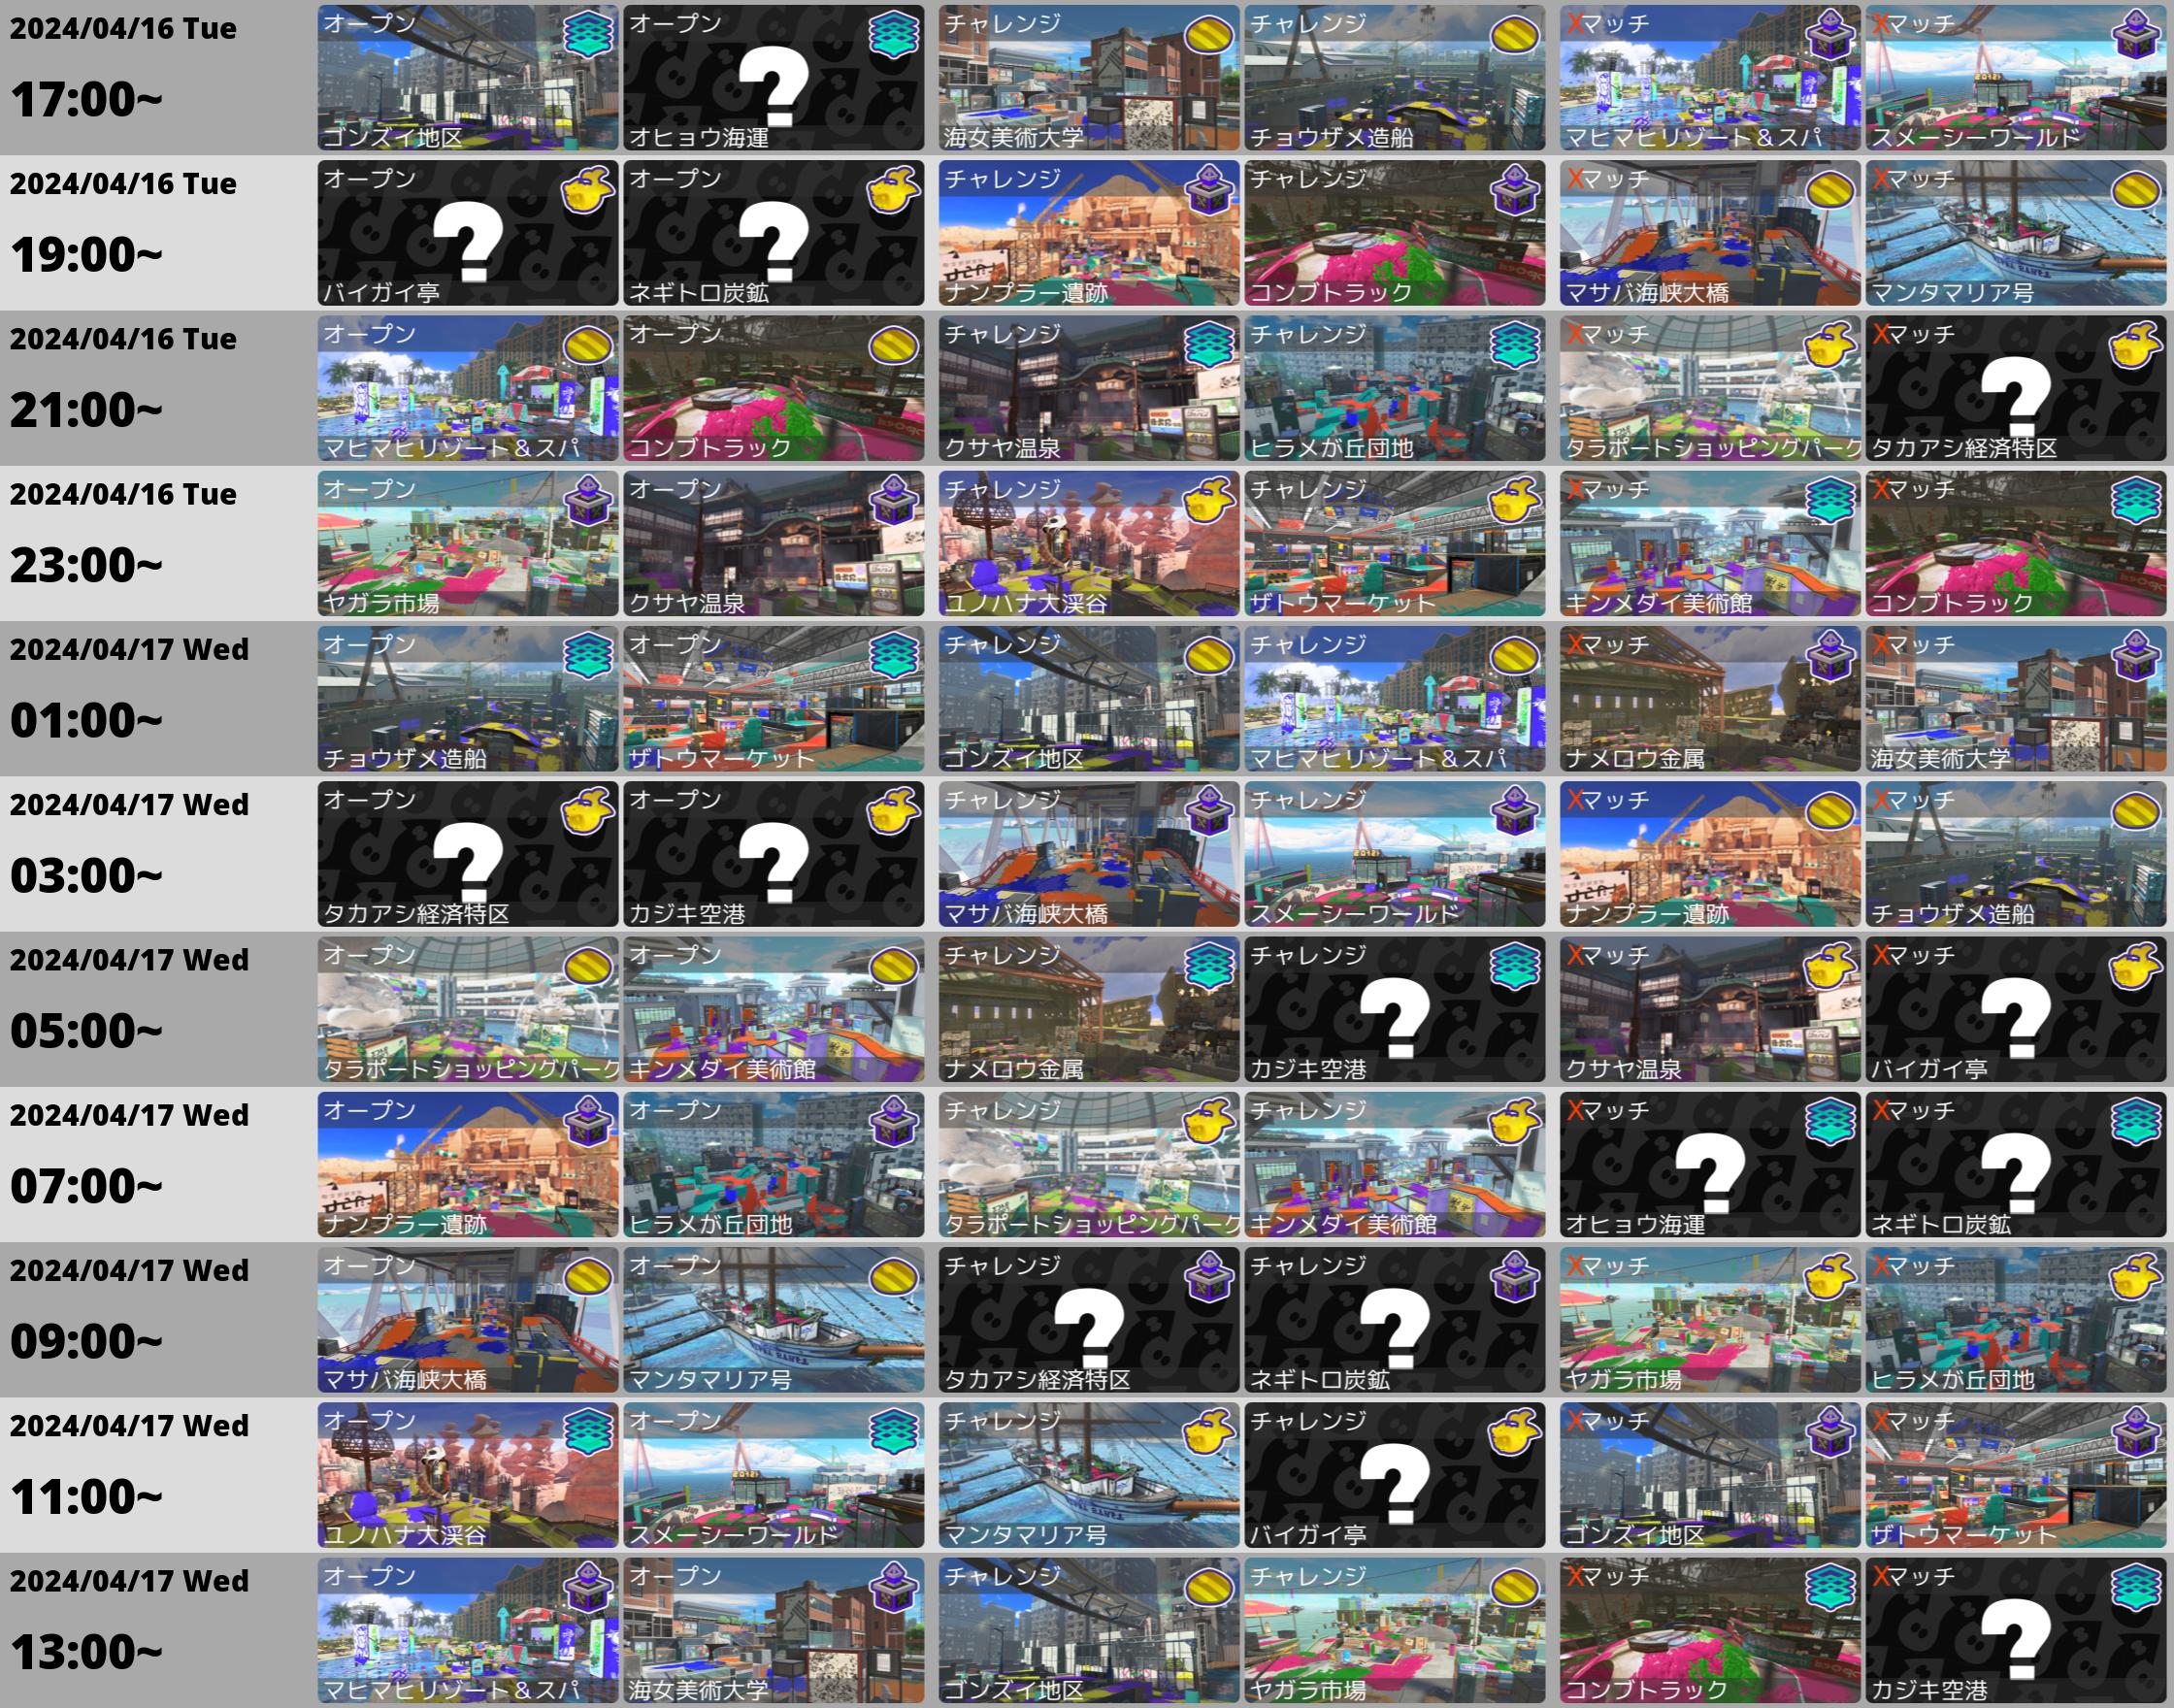 2024/04/16 Tue
17:00~
オープン
ゴンズイ地区
オープン
オヒョウ海運
チャレンジ
海女美術大学
チャレンジ
チョウザメ造船
Xマッチ
マヒマヒリゾート＆スパ
Xマッチ
スメーシーワールド
2024/04/16 Tue
19:00~
オープン
バイガイ亭
オープン
ネギトロ炭鉱
チャレンジ
ナンプラー遺跡
チャレンジ
コンブトラック
Xマッチ
マサバ海峡大橋
Xマッチ
マンタマリア号
2024/04/16 Tue
21:00~
オープン
マヒマヒリゾート＆スパ
オープン
コンブトラック
チャレンジ
クサヤ温泉
チャレンジ
ヒラメが丘団地
Xマッチ
タラポートショッピングパーク
Xマッチ
タカアシ経済特区
2024/04/16 Tue
23:00~
オープン
ヤガラ市場
オープン
クサヤ温泉
チャレンジ
ユノハナ大渓谷
チャレンジ
ザトウマーケット
Xマッチ
キンメダイ美術館
Xマッチ
コンブトラック
2024/04/17 Wed
01:00~
オープン
チョウザメ造船
オープン
ザトウマーケット
チャレンジ
ゴンズイ地区
チャレンジ
マヒマヒリゾート＆スパ
Xマッチ
ナメロウ金属
Xマッチ
海女美術大学
2024/04/17 Wed
03:00~
オープン
タカアシ経済特区
オープン
カジキ空港
チャレンジ
マサバ海峡大橋
チャレンジ
スメーシーワールド
Xマッチ
ナンプラー遺跡
Xマッチ
チョウザメ造船
2024/04/17 Wed
05:00~
オープン
タラポートショッピングパーク
オープン
キンメダイ美術館
チャレンジ
ナメロウ金属
チャレンジ
カジキ空港
Xマッチ
クサヤ温泉
Xマッチ
バイガイ亭
2024/04/17 Wed
07:00~
オープン
ナンプラー遺跡
オープン
ヒラメが丘団地
チャレンジ
タラポートショッピングパーク
チャレンジ
キンメダイ美術館
Xマッチ
オヒョウ海運
Xマッチ
ネギトロ炭鉱
2024/04/17 Wed
09:00~
オープン
マサバ海峡大橋
オープン
マンタマリア号
チャレンジ
タカアシ経済特区
チャレンジ
ネギトロ炭鉱
Xマッチ
ヤガラ市場
Xマッチ
ヒラメが丘団地
2024/04/17 Wed
11:00~
オープン
ユノハナ大渓谷
オープン
スメーシーワールド
チャレンジ
マンタマリア号
チャレンジ
バイガイ亭
Xマッチ
ゴンズイ地区
Xマッチ
ザトウマーケット
2024/04/17 Wed
13:00~
オープン
マヒマヒリゾート＆スパ
オープン
海女美術大学
チャレンジ
ゴンズイ地区
チャレンジ
ヤガラ市場
Xマッチ
コンブトラック
Xマッチ
カジキ空港